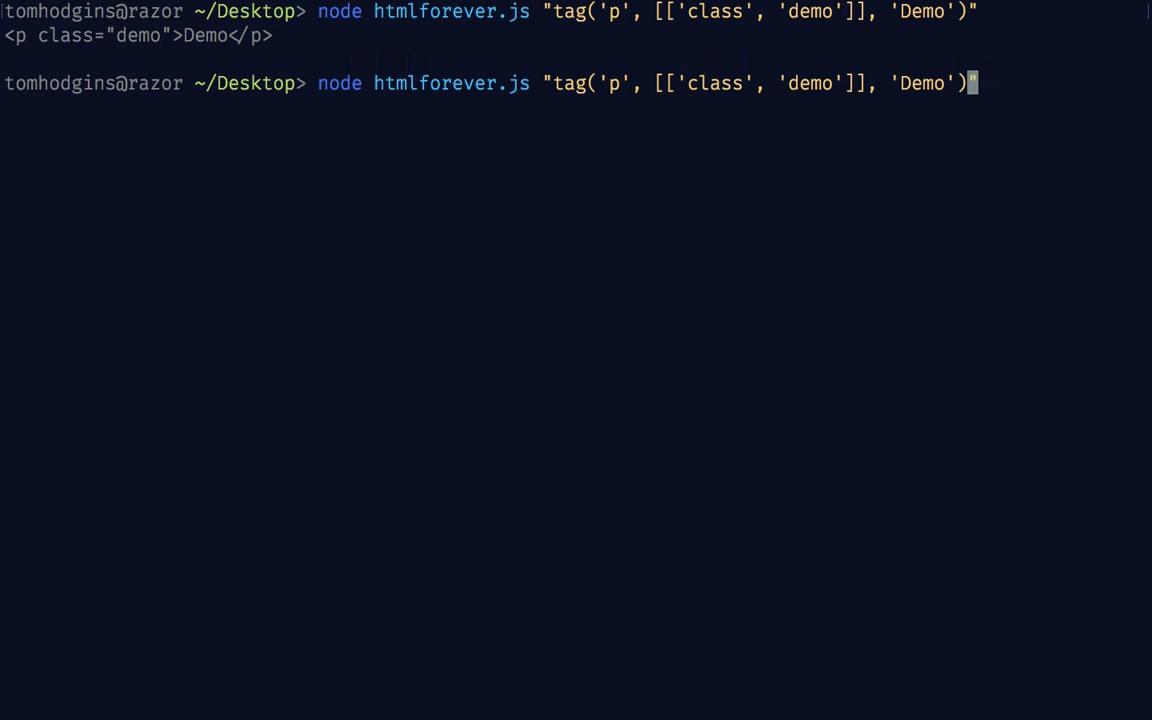 tomhodgins@razor ~/Desktop> node htmlforever.js "tag('p', [['class', 'demo']], 'Demo')"
<p class="demo">Demo</p>
tomhodgins@razor ~/Desktop> node htmlforever.js "tag('p', [['class', 'demo']], 'Demo')"